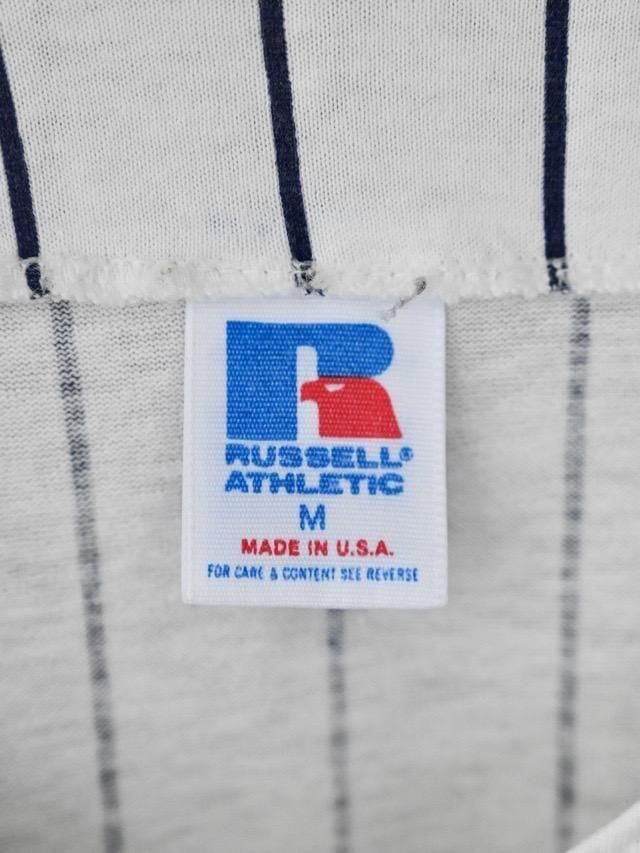 RUSSELL®
ATHLETIC
M
MADE IN U.S.A.
FOR CARE & CONTENT SEE REVERSE